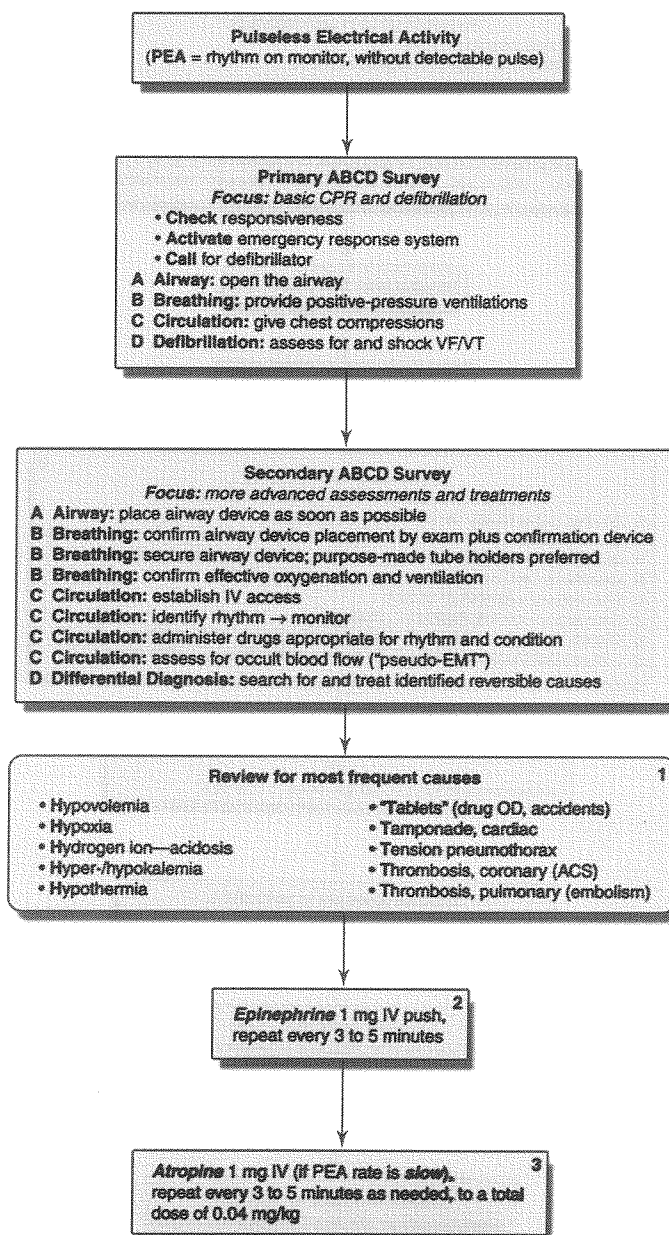 Pulseless Electrical Activity
(PEA = rhythm on monitor, without detectable pulse)
Primary ABCD Survey
Focus: basic CPR and defibrillation
• Check responsiveness
• Activate emergency response system
• Call for defibrillator
A Airway: open the airway
B Breathing: provide positive-pressure ventilations
C Circulation: give chest compressions
D Defibrillation: assess for and shock VF/VT
Secondary ABCD Survey
Focus: more advanced assessments and treatments
A Airway: place airway device as soon as possible
B Breathing: confirm airway device placement by exam plus confirmation device
B Breathing: secure airway device; purpose-made tube holders preferred
B Breathing: confirm effective oxygenation and ventilation
C Circulation: establish IV access
C Circulation: identify rhythm → monitor
C Circulation: administer drugs appropriate for rhythm and condition
C Circulation: assess for occult blood flow ("pseudo-EMT")
D Differential Diagnosis: search for and treat identified reversible causes
Review for most frequent causes 1
• Hypovolemia
• Hypoxia
• Hydrogen ion—acidosis
• Hyper-/hypokalemia
• Hypothermia
• "Tablets" (drug OD, accidents)
• Tamponade, cardiac
• Tension pneumothorax
• Thrombosis, coronary (ACS)
• Thrombosis, pulmonary (embolism)
2
Epinephrine 1 mg IV push,
repeat every 3 to 5 minutes
3
Atropine 1 mg IV (if PEA rate is slow),
repeat every 3 to 5 minutes as needed, to a total
dose of 0.04 mg/kg